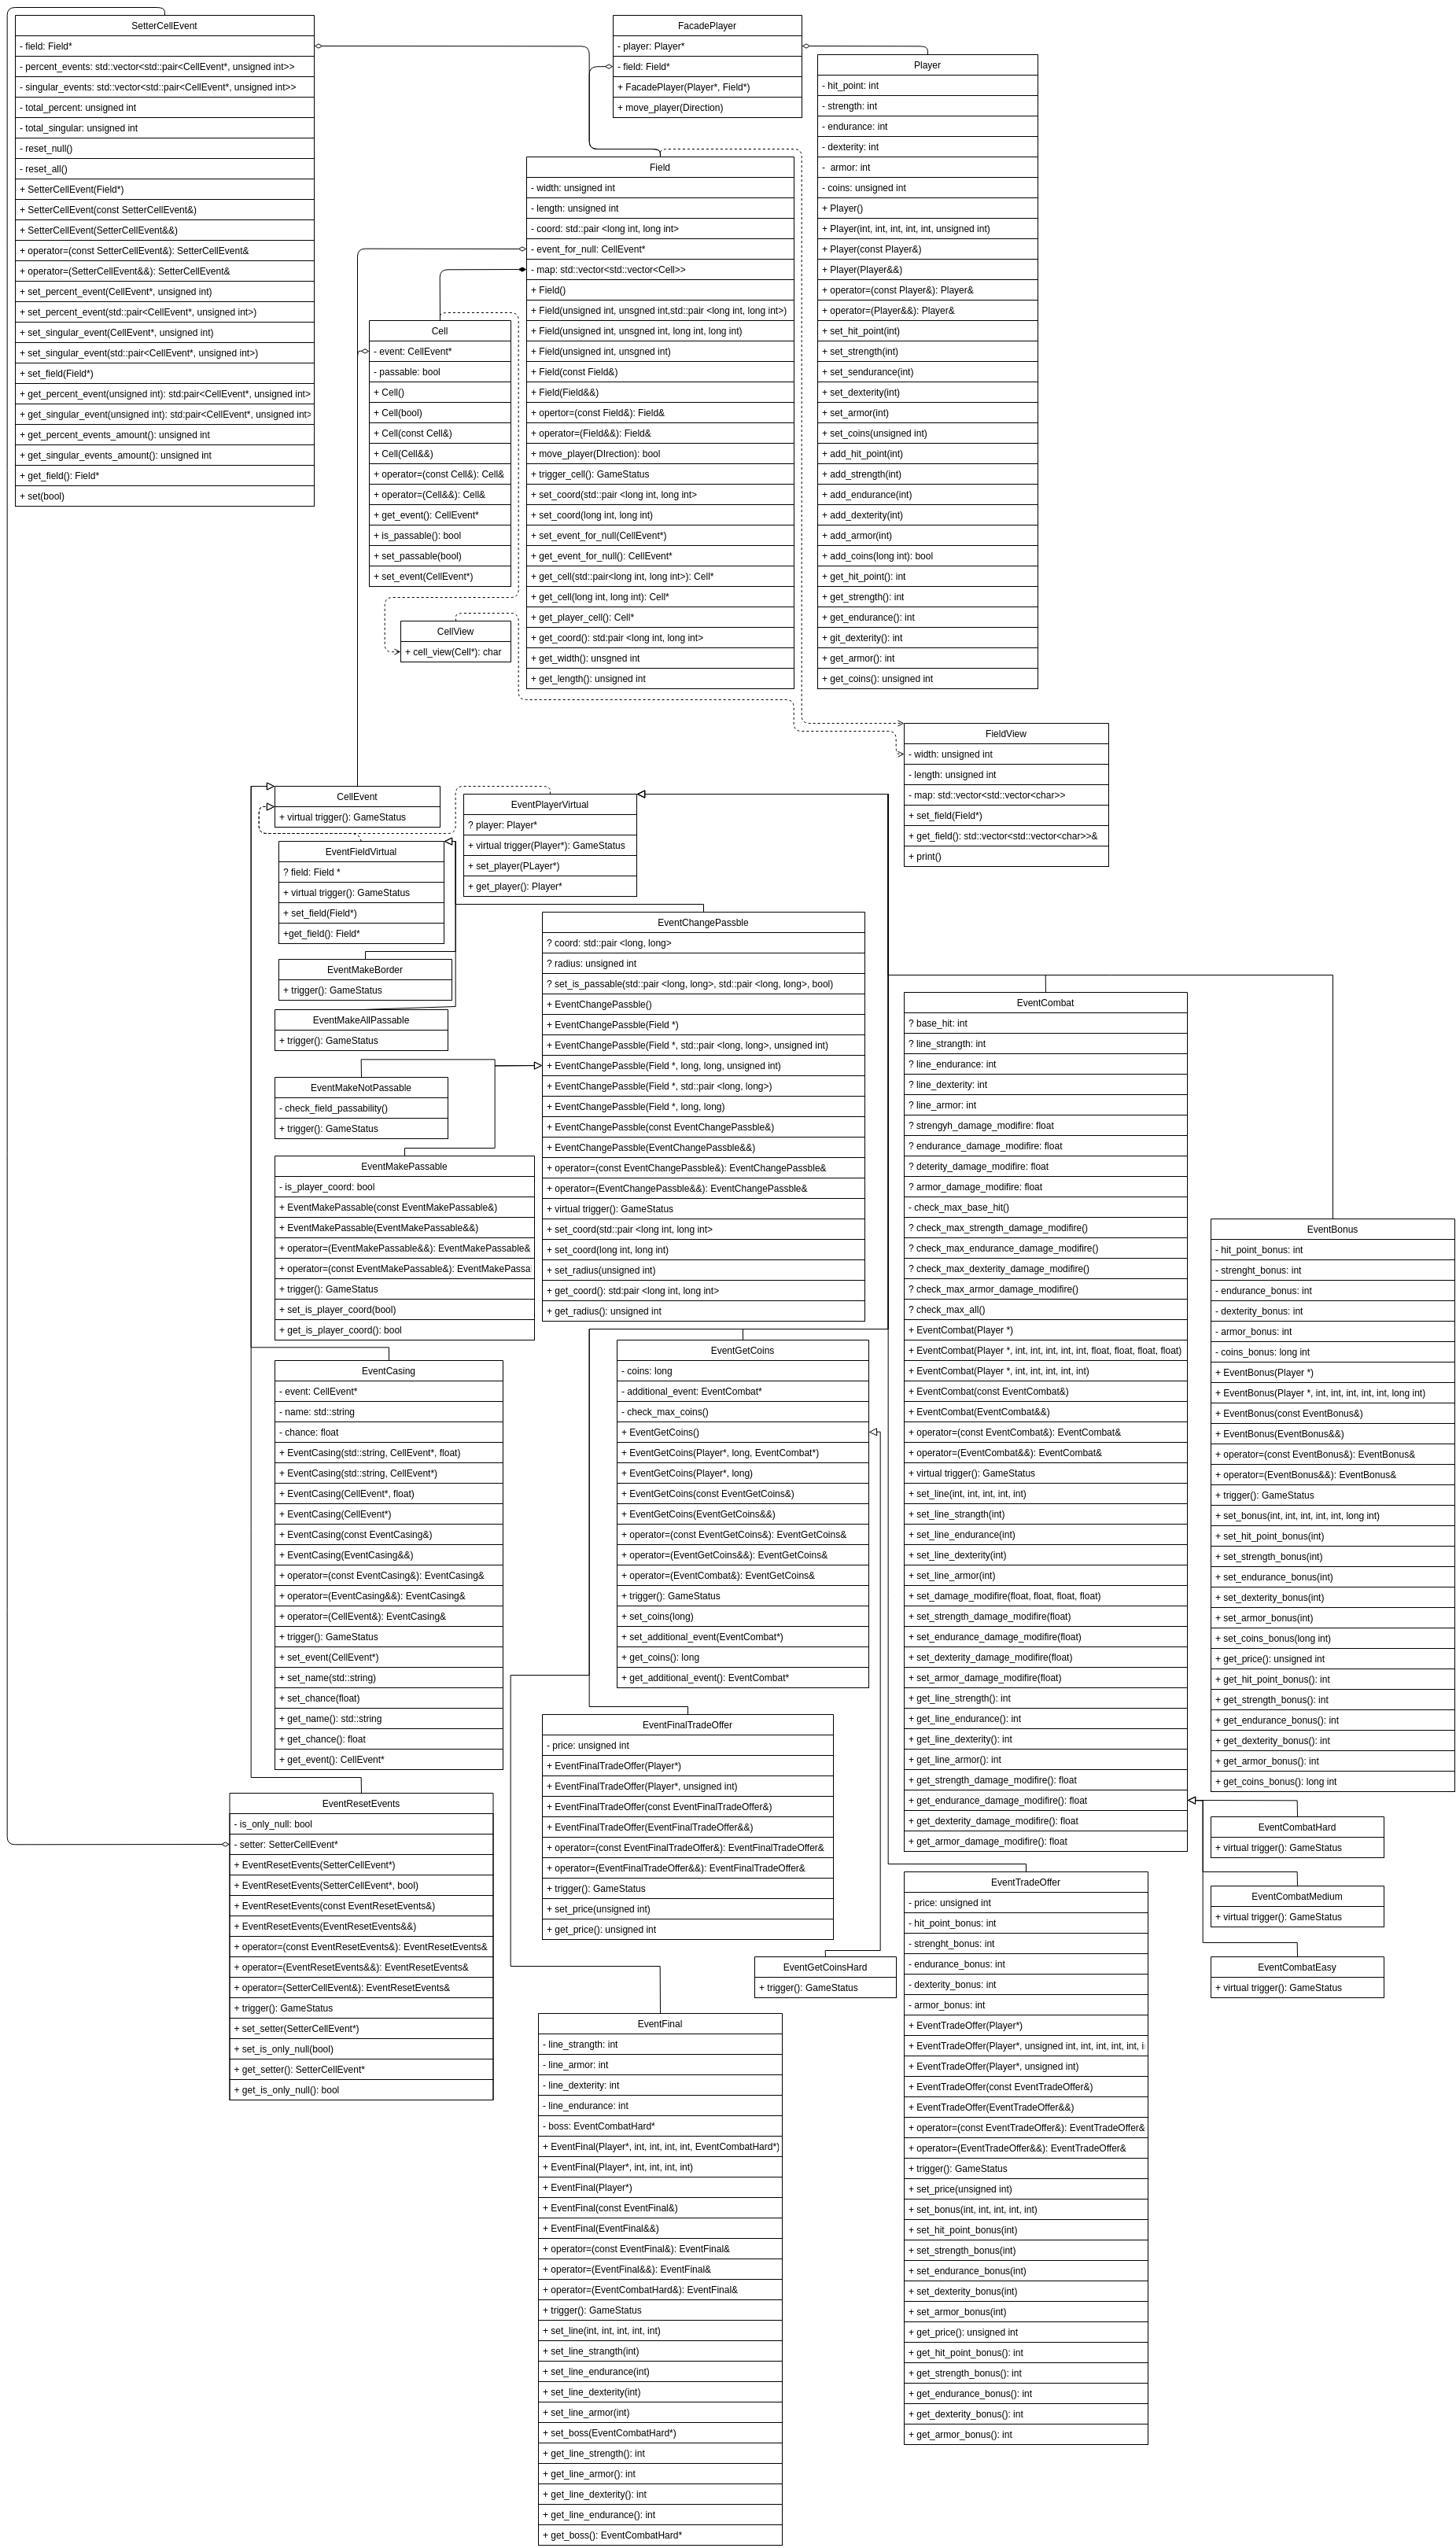 SetterCellEvent
- field: Field*
- percent_events: std::vector<std::pair<CellEvent*, unsigned int>>
- singular_events: std::vector<std::pair<CellEvent*, unsigned int>>
- total_percent: unsigned int
- total_singular: unsigned int
- reset_null()
- reset_all()
+ SetterCellEvent(Field*)
+ SetterCellEvent(const SetterCellEvent&)
+ SetterCellEvent(SetterCellEvent&&)
+ operator=(const SetterCellEvent&): SetterCellEvent&
+ operator=(SetterCellEvent&&): SetterCellEvent&
+ set_percent_event(CellEvent*, unsigned int)
+ set_percent_event(std::pair<CellEvent*, unsigned int>)
+ set_singular_event(CellEvent*, unsigned int)
+ set_singular_event(std::pair<CellEvent*, unsigned int>)
+ set_field(Field*)
+ get_percent_event(unsigned int): std:pair<CellEvent*, unsigned int>
+ get_singular_event(unsigned int): std:pair<CellEvent*, unsigned int>
+ get_percent_events_amount(): unsigned int
+ get_singular_events_amount(): unsigned int
+ get_field(): Field*
+ set(bool)
FacadePlayer
- player: Player*
- field: Field*
+ FacadePlayer(Player*, Field*)
+ move_player(Direction)
Player
- hit_point: int
- strength: int
- endurance: int
- dexterity: int
- armor: int
- coins: unsigned int
+ Player()
+ Player(int, int, int, int, int, unsigned int)
+ Player(const Player&)
+ Player(Player&&)
+ operator=(const Player&): Player&
+ operator=(Player&&): Player&
+ set_hit_point(int)
+ set_strength(int)
+ set_sendurance(int)
+ set_dexterity(int)
+ set_armor(int)
+ set_coins(unsigned int)
+ add_hit_point(int)
+ add_strength(int)
+ add_endurance(int)
+ add_dexterity(int)
+ add_armor(int)
+ add_coins(long int): bool
+ get_hit_point(): int
+ get_strength(): int
+ get_endurance(): int
+ git_dexterity(): int
+ get_armor(): int
+ get_coins(): unsigned int
Field
- width: unsigned int
- length: unsigned int
- coord: std::pair <long int, long int>
- event_for_null: CellEvent*
- map: std::vector<std::vector<Cell>>
+ Field()
+ Field(unsigned int, unsgned int,std::pair <long int, long int>)
+ Field(unsigned int, unsgned int, long int, long int)
+ Field(unsigned int, unsgned int)
+ Field(const Field&)
+ Field(Field&&)
+ opertor=(const Field&): Field&
+ operator=(Field&&): Field&
+ move_player(DIrection): bool
+ trigger_cell(): GameStatus
+ set_coord(std::pair <long int, long int>
+ set_coord(long int, long int)
+ set_event_for_null(CellEvent*)
+ get_event_for_null(): CellEvent*
+ get_cell(std::pair<long int, long int>): Cell*
+ get_cell(long int, long int): Cell*
+ get_player_cell(): Cell*
+ get_coord(): std:pair <long int, long int>
+ get_width(): unsgned int
+ get_length(): unsigned int
Cell
- event: CellEvent*
- passable: bool
+ Cell()
+ Cell(bool)
+ Cell(const Cell&)
+ Cell(Cell&&)
+ operator=(const Cell&): Cell&
+ operator=(Cell&&): Cell&
+ get_event(): CellEvent*
+ is_passable(): bool
+ set_passable(bool)
+ set_event(CellEvent*)
CellView
+ cell_view(Cell*): char
FieldView
- width: unsigned int
- length: unsigned int
- map: std::vector<std::vector<char>>
+ set_field(Field*)
+ get_field(): std::vector<std::vector<char>>&
+ print()
CellEvent
+ virtual trigger(): GameStatus
EventPlayerVirtual
? player: Player*
+ virtual trigger(Player*): GameStatus
+ set_player(PLayer*)
+ get_player(): Player*
EventFieldVirtual
? field: Field *
+ virtual trigger(): GameStatus
+ set_field(Field*)
+get_field(): Field*
EventMakeBorder
+ trigger(): GameStatus
EventMakeAllPassable
+ trigger(): GameStatus
EventMakeNotPassable
- check_field_passability()
+ trigger(): GameStatus
EventMakePassable
- is_player_coord: bool
+ EventMakePassable(const EventMakePassable&)
+ EventMakePassable(EventMakePassable&&)
+ operator=(EventMakePassable&&): EventMakePassable&
+ operator=(const EventMakePassable&): EventMakePassa
+ trigger(): GameStatus
+ set_is_player_coord(bool)
+ get_is_player_coord(): bool
EventChangePassble
? coord: std::pair <long, long>
? radius: unsigned int
? set_is_passable(std::pair <long, long>, std::pair <long, long>, bool)
+ EventChangePassble()
+ EventChangePassble(Field *)
+ EventChangePassble(Field *, std::pair <long, long>, unsigned int)
+ EventChangePassble(Field *, long, long, unsigned int)
+ EventChangePassble(Field *, std::pair <long, long>)
+ EventChangePassble(Field *, long, long)
+ EventChangePassble(const EventChangePassble&)
+ EventChangePassble(EventChangePassble&&)
+ operator=(const EventChangePassble&): EventChangePassble&
+ operator=(EventChangePassble&&): EventChangePassble&
+ virtual trigger(): GameStatus
+ set_coord(std::pair <long int, long int>
+ set_coord(long int, long int)
+ set_radius(unsigned int)
+ get_coord(): std:pair <long int, long int>
+ get_radius(): unsigned int
EventCombat
? base_hit: int
? line_strangth: int
? line_endurance: int
? line_dexterity: int
? line_armor: int
? strengyh_damage_modifire: float
? endurance_damage_modifire: float
? deterity_damage_modifire: float
? armor_damage_modifire: float
- check_max_base_hit()
? check_max_strength_damage_modifire()
? check_max_endurance_damage_modifire()
? check_max_dexterity_damage_modifire()
? check_max_armor_damage_modifire()
? check_max_all()
+ EventCombat(Player *)
+ EventCombat(Player *, int, int, int, int, int, float, float, float, float)
+ EventCombat(Player *, int, int, int, int, int)
+ EventCombat(const EventCombat&)
+ EventCombat(EventCombat&&)
+ operator=(const EventCombat&): EventCombat&
+ operator=(EventCombat&&): EventCombat&
+ virtual trigger(): GameStatus
+ set_line(int, int, int, int, int)
+ set_line_strangth(int)
+ set_line_endurance(int)
+ set_line_dexterity(int)
+ set_line_armor(int)
+ set_damage_modifire(float, float, float, float)
+ set_strength_damage_modifire(float)
+ set_endurance_damage_modifire(float)
+ set_dexterity_damage_modifire(float)
+ set_armor_damage_modifire(float)
+ get_line_strength(): int
+ get_line_endurance(): int
+ get_line_dexterity(): int
+ get_line_armor(): int
+ get_strength_damage_modifire(): float
+ get_endurance_damage_modifire(): float
+ get_dexterity_damage_modifire(): float
+ get_armor_damage_modifire(): float
EventBonus
- hit_point_bonus: int
- strenght_bonus: int
- endurance_bonus: int
- dexterity_bonus: int
- armor_bonus: int
- coins_bonus: long int
+ EventBonus(Player *)
+ EventBonus(Player *, int, int, int, int, int, long int)
+ EventBonus(const EventBonus&)
+ EventBonus(EventBonus&&)
+ operator=(const EventBonus&): EventBonus&
+ operator=(EventBonus&&): EventBonus&
+ trigger(): GameStatus
+ set_bonus(int, int, int, int, int, long int)
+ set_hit_point_bonus(int)
+ set_strength_bonus(int)
+ set_endurance_bonus(int)
+ set_dexterity_bonus(int)
+ set_armor_bonus(int)
+ set_coins_bonus(long int)
+ get_price(): unsigned int
+ get_hit_point_bonus(): int
+ get_strength_bonus(): int
+ get_endurance_bonus(): int
+ get_dexterity_bonus(): int
+ get_armor_bonus(): int
+ get_coins_bonus(): long int
EventGetCoins
- coins: long
- additional_event: EventCombat*
- check_max_coins()
+ EventGetCoins()
+ EventGetCoins(Player*, long, EventCombat*)
+ EventGetCoins(Player*, long)
+ EventGetCoins(const EventGetCoins&)
+ EventGetCoins(EventGetCoins&&)
+ operator=(const EventGetCoins&): EventGetCoins&
+ operator=(EventGetCoins&&): EventGetCoins&
+ operator=(EventCombat&): EventGetCoins&
+ trigger(): GameStatus
+ set_coins(long)
+ set_additional_event(EventCombat*)
+ get_coins(): long
+ get_additional_event(): EventCombat*
EventCasing
- event: CellEvent*
- name: std::string
- chance: float
+ EventCasing(std::string, CellEvent*, float)
+ EventCasing(std::string, CellEvent*)
+ EventCasing(CellEvent*, float)
+ EventCasing(CellEvent*)
+ EventCasing(const EventCasing&)
+ EventCasing(EventCasing&&)
+ operator=(const EventCasing&): EventCasing&
+ operator=(EventCasing&&): EventCasing&
+ operator=(CellEvent&): EventCasing&
+ trigger(): GameStatus
+ set_event(CellEvent*)
+ set_name(std::string)
+ set_chance(float)
+ get_name(): std::string
+ get_chance(): float
+ get_event(): CellEvent*
EventFinalTradeOffer
- price: unsigned int
+ EventFinalTradeOffer(Player*)
+ EventFinalTradeOffer(Player*, unsigned int)
+ EventFinalTradeOffer(const EventFinalTradeOffer&)
+ EventFinalTradeOffer(EventFinalTradeOffer&&)
+ operator=(const EventFinalTradeOffer&): EventFinalTradeOffer&
+ operator=(EventFinalTradeOffer&&): EventFinalTradeOffer&
+ trigger(): GameStatus
+ set_price(unsigned int)
+ get_price(): unsigned int
EventResetEvents
- is_only_null: bool
- setter: SetterCellEvent*
+ EventResetEvents(SetterCellEvent*)
+ EventResetEvents(SetterCellEvent*, bool)
+ EventResetEvents(const EventResetEvents&)
+ EventResetEvents(EventResetEvents&&)
+ operator=(const EventResetEvents&): EventResetEvents&
+ operator=(EventResetEvents&&): EventResetEvents&
+ operator=(SetterCellEvent&): EventResetEvents&
+ trigger(): GameStatus
+ set_setter(SetterCellEvent*)
+ set_is_only_null(bool)
+ get_setter(): SetterCellEvent*
+ get_is_only_null(): bool
EventCombatHard
+ virtual trigger(): GameStatus
EventCombatMedium
+ virtual trigger(): GameStatus
EventCombatEasy
+ virtual trigger(): GameStatus
EventGetCoinsHard
+ trigger(): GameStatus
EventTradeOffer
- price: unsigned int
- hit_point_bonus: int
- strenght_bonus: int
- endurance_bonus: int
- dexterity_bonus: int
- armor_bonus: int
+ EventTradeOffer(Player*)
+ EventTradeOffer(Player*, unsigned int, int, int, int, int, i
+ EventTradeOffer(Player*, unsigned int)
+ EventTradeOffer(const EventTradeOffer&)
+ EventTradeOffer(EventTradeOffer&&)
+ operator=(const EventTradeOffer&): EventTradeOffer&
+ operator=(EventTradeOffer&&): EventTradeOffer&
+ trigger(): GameStatus
+ set_price(unsigned int)
+ set_bonus(int, int, int, int, int)
+ set_hit_point_bonus(int)
+ set_strength_bonus(int)
+ set_endurance_bonus(int)
+ set_dexterity_bonus(int)
+ set_armor_bonus(int)
+ get_price(): unsigned int
+ get_hit_point_bonus(): int
+ get_strength_bonus(): int
+ get_endurance_bonus(): int
+ get_dexterity_bonus(): int
+ get_armor_bonus(): int
EventFinal
- line_strangth: int
- line_armor: int
- line_dexterity: int
- line_endurance: int
- boss: EventCombatHard*
+ EventFinal(Player*, int, int, int, int, EventCombatHard*)
+ EventFinal(Player*, int, int, int, int)
+ EventFinal(Player*)
+ EventFinal(const EventFinal&)
+ EventFinal(EventFinal&&)
+ operator=(const EventFinal&): EventFinal&
+ operator=(EventFinal&&): EventFinal&
+ operator=(EventCombatHard&): EventFinal&
+ trigger(): GameStatus
+ set_line(int, int, int, int, int)
+ set_line_strangth(int)
+ set_line_endurance(int)
+ set_line_dexterity(int)
+ set_line_armor(int)
+ set_boss(EventCombatHard*)
+ get_line_strength(): int
+ get_line_armor(): int
+ get_line_dexterity(): int
+ get_line_endurance(): int
+ get_boss(): EventCombatHard*